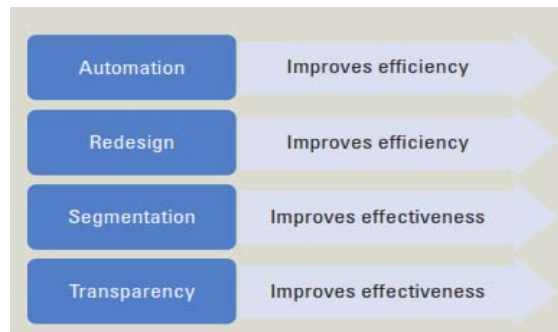 Automation Improves efficiency
Redesign Improves efficiency
Segmentation Improves effectiveness
Transparency Improves effectiveness